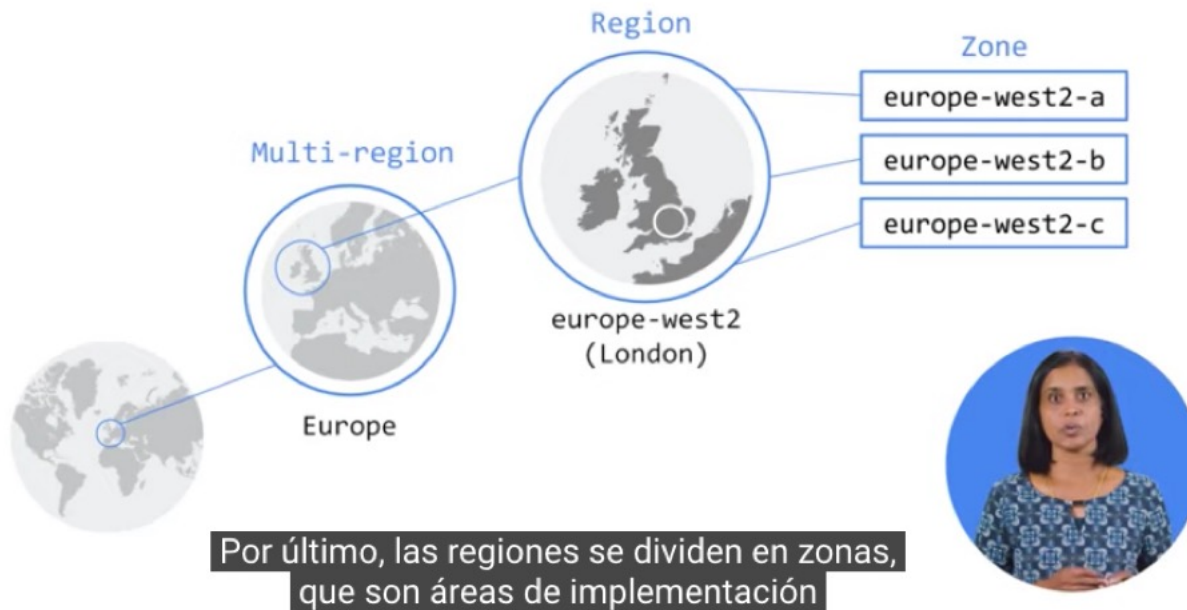 Region
Zone
europe-west2-a
Multi-region
europe-west2-b
europe-west2-c
europe-west2
(London)
Europe
Por último, las regiones se dividen en zonas,
que son áreas de implementación